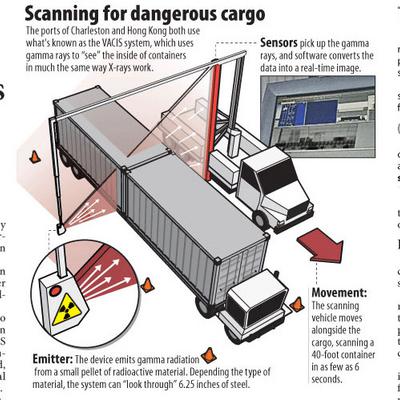 Scanning for dangerous cargo
The ports of Charleston and Hong Kong both use
what's known as the VACIS system, which uses
gamma rays to "see" the inside of containers
in much the same way X-rays work.
Sensors pick up the gamma
rays, and software converts the
data into a real-time image.
Movement:
The scanning
vehicle moves
alongside the
cargo, scanning a
40-foot container
in as few as 6
seconds.
Emitter: The device emits gamma radiation
from a small pellet of radioactive material. Depending the type of
material, the system can "look through" 6.25 inches of steel.